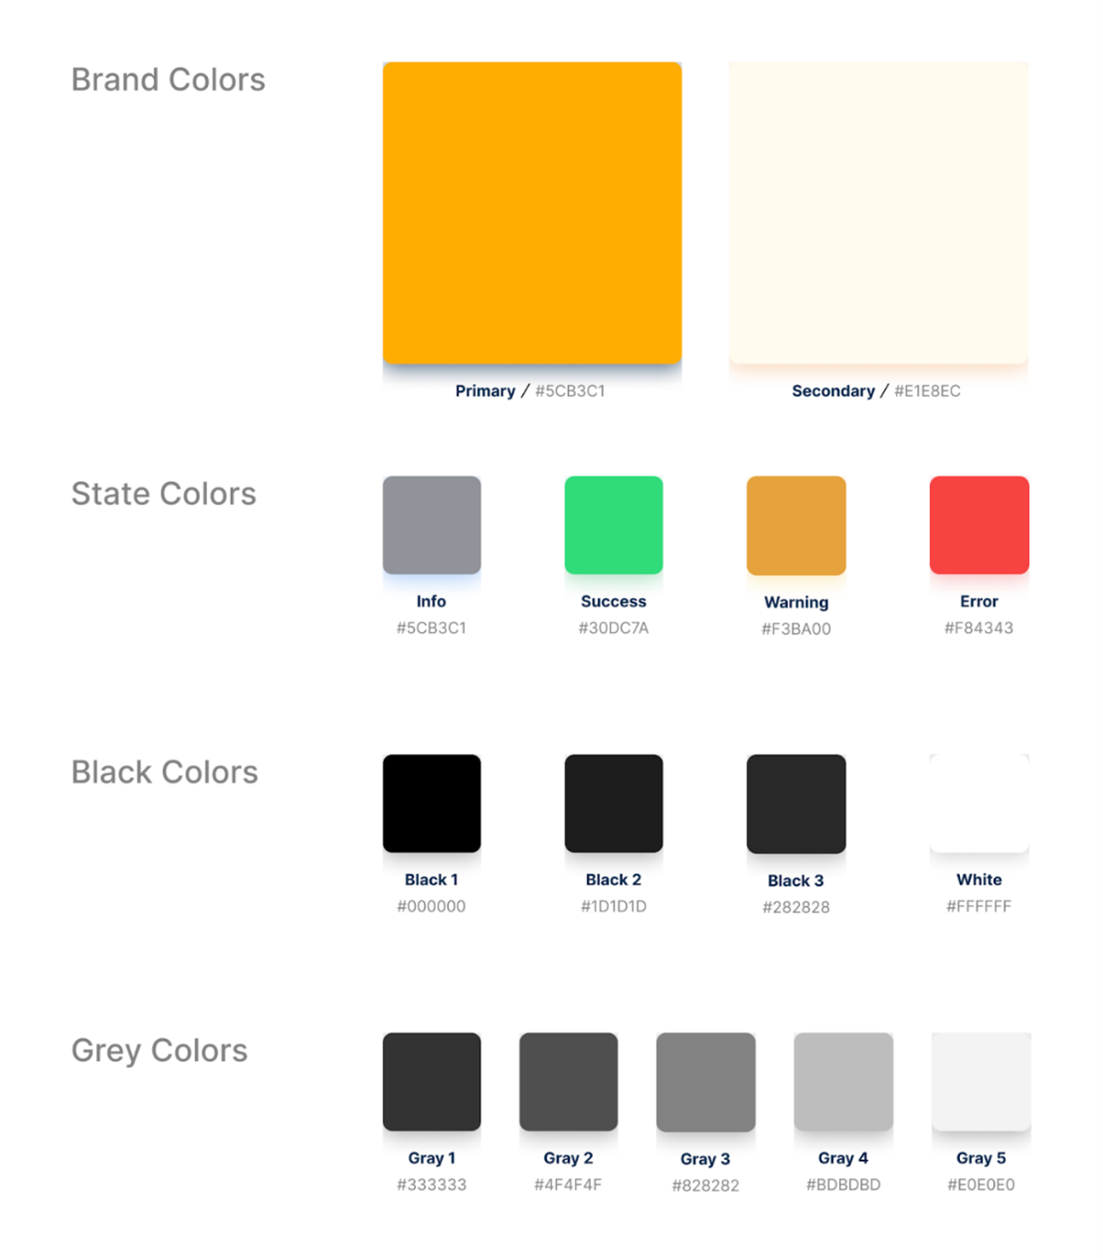 Brand Colors
Primary / #5CB3C1
Secondary / #E1E8EC
State Colors
Info
#5CB3C1
Success
#30DC7A
Warning
#F3BA00
Error
#F84343
Black Colors
Black 1
#000000
Black 2
#1D1D1D
Black 3
#282828
White
#FFFFFF
Grey Colors
Gray 1
#333333
Gray 2
#4F4F4F
Gray 3
#828282
Gray 4
#BDBDBD
Gray 5
#E0E0E0